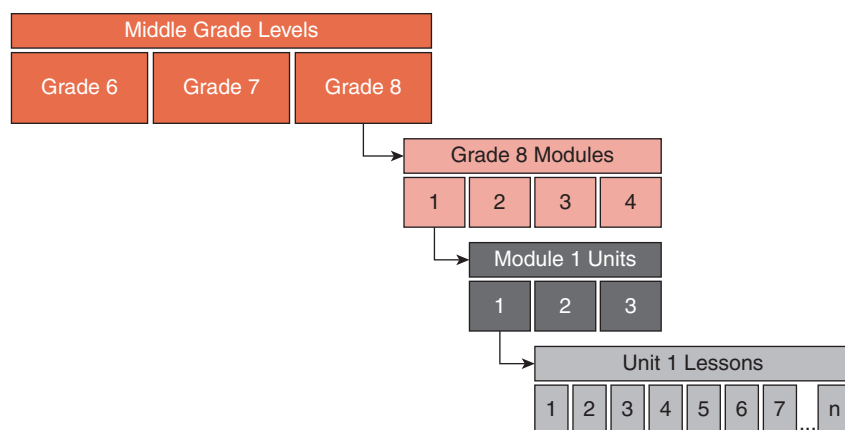 Middle Grade Levels
Grade 6 Grade 7 Grade 8
Grade 8 Modules
1 2 3 4
Module 1 Units
1 2 3
Unit 1 Lessons
1 2 3 4 5 6 7 ... n